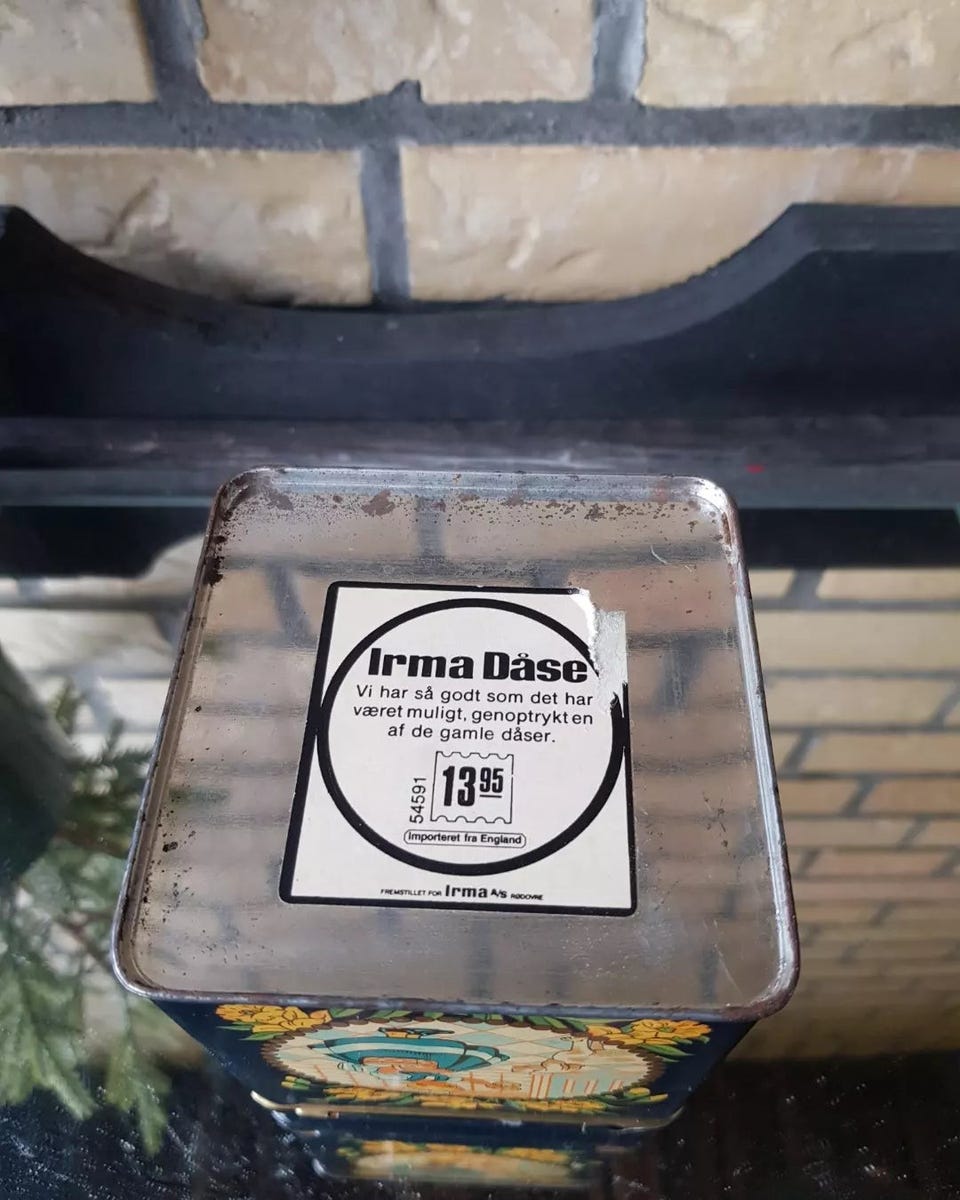 Irma Dåse
Vi har så godt som det har
været muligt, genoptrykt en
af de gamle dåser.
54591
13 95
Importeret fra England
FREMSTILLET FOR Irma A/S RØDOVRE